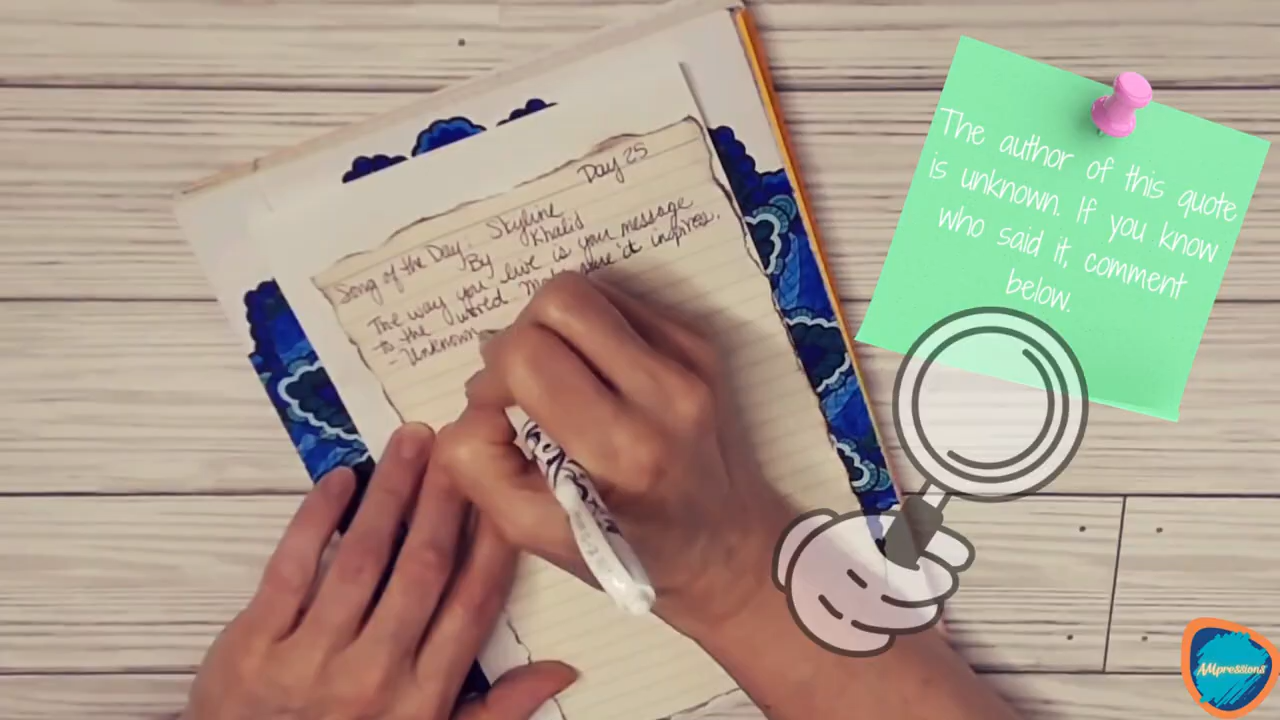 Day 25
Song of the Day: Skyline
By Khalid
The way you live is your message
to the world Make sure it inspires.
- Unknown
The author of this quote
is unknown. If you know
who said it, comment
below.
AMpressions